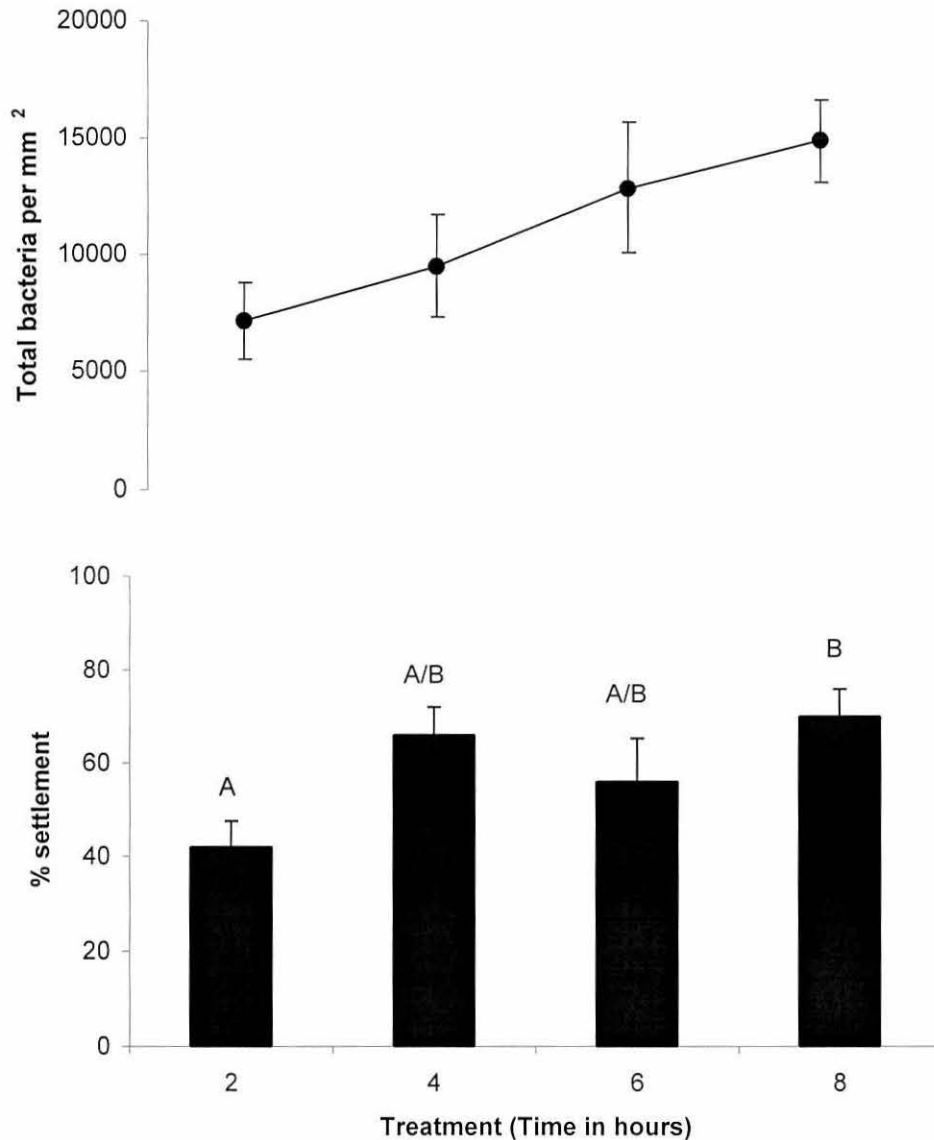 20000
15000
10000
5000
0
Total bacteria per mm 2
100
80
60
40
20
0
% settlement
A
A/B
A/B
B
2 4 6 8
Treatment (Time in hours)